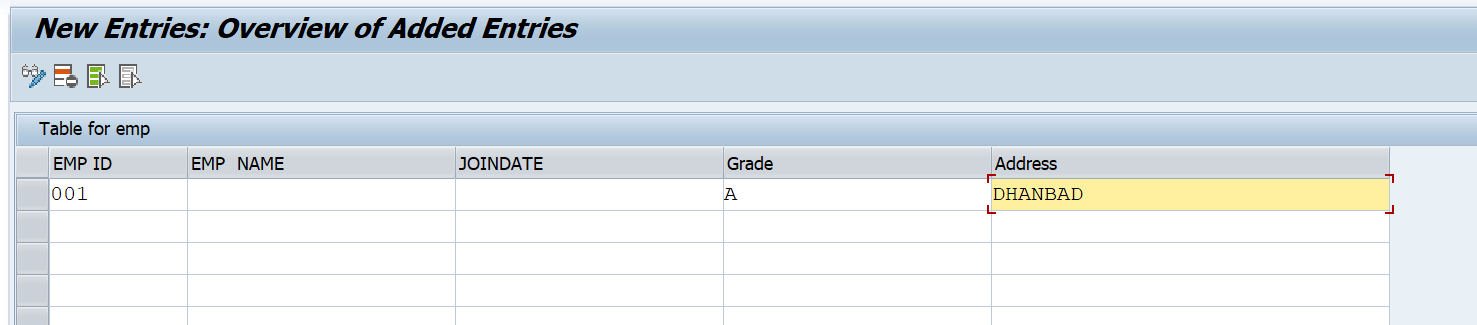 New Entries: Overview of Added Entries
Table for emp
EMP ID EMP NAME JOINDATE Grade Address
001 A DHANBAD